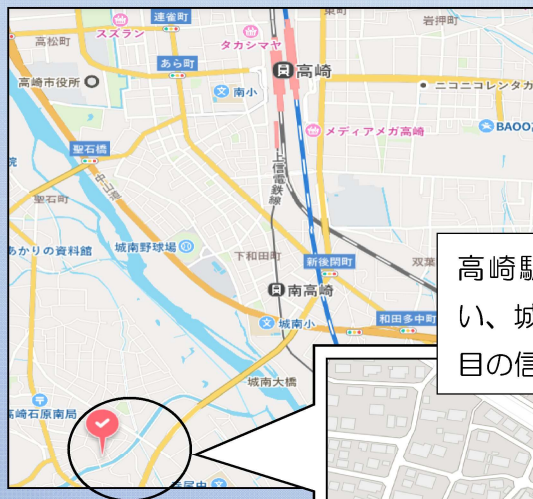 連雀町
東町
岩押町
スズラン
高松町
タカシマヤ
あら町
高崎
高崎市役所
南小
ニコニコレンタカ
メディアメガ高崎
BAOO
聖石橋
中山道
上信電鉄線
聖石町
あかりの資料館
城南野球場
下和田町
新後閑町
双葉
南高崎
城南小
和田多中町
城南大橋
高崎石原南局
高崎駅
い、城
目の信